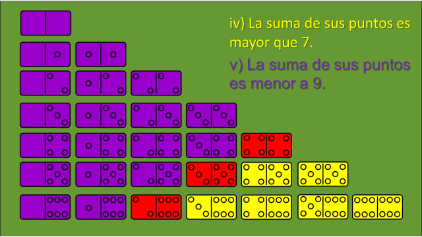 iv) La suma de sus puntos es
mayor que 7.
v) La suma de sus puntos
es menor a 9.